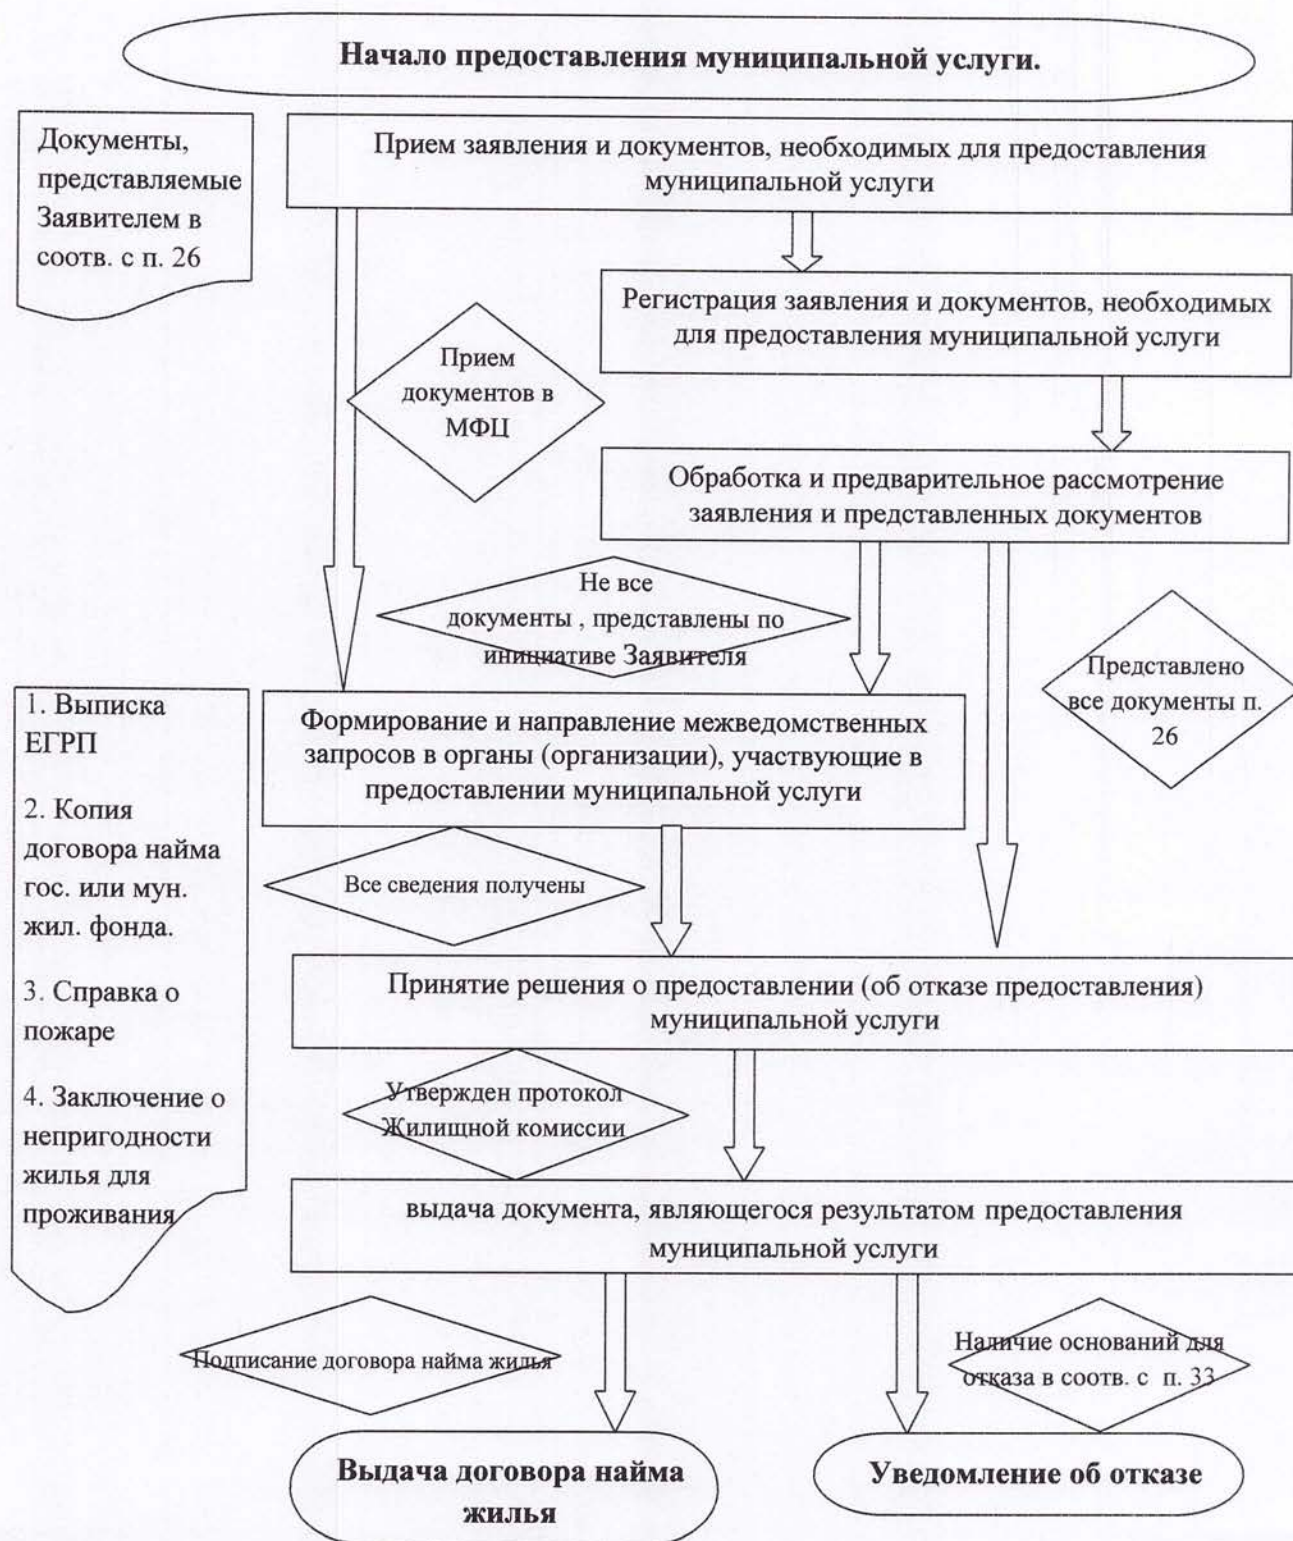 Начало предоставления муниципальной услуги.
Документы,
представляемые
Заявителем в
соотв. с п. 26
Прием заявления и документов, необходимых для предоставления
муниципальной услуги
Регистрация заявления и документов, необходимых
для предоставления муниципальной услуги
Прием
документов в
МФЦ
Обработка и предварительное рассмотрение
заявления и представленных документов
Не все
документы , представлены по
инициативе Заявителя
Представлено
все документы п.
26
1. Выписка
ЕГРП
2. Копия
договора найма
гос. или мун.
жил. фонда.
3. Справка о
пожаре
4. Заключение о
непригодности
жилья для
проживания
Формирование и направление межведомственных
запросов в органы (организации), участвующие в
предоставлении муниципальной услуги
Все сведения получены
Принятие решения о предоставлении (об отказе предоставления)
муниципальной услуги
Утвержден протокол
Жилищной комиссии
выдача документа, являющегося результатом предоставления
муниципальной услуги
Подписание договора найма жилья
Наличие оснований для
отказа в соотв. с п. 33
Выдача договора найма
жилья
Уведомление об отказе